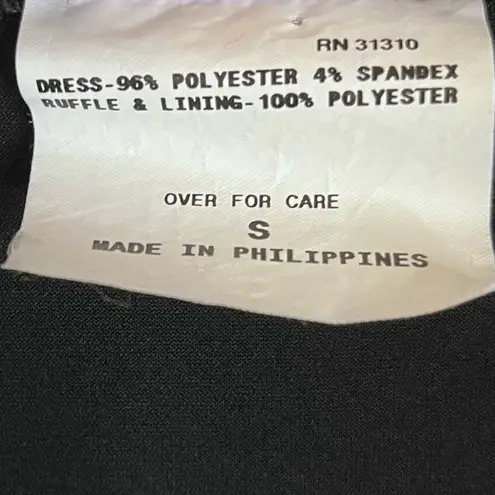 RN 31310
DRESS-96% POLYESTER 4% SPANDEX
RUFFLE & LINING-100% POLYESTER
OVER FOR CARE
S
MADE IN PHILIPPINES